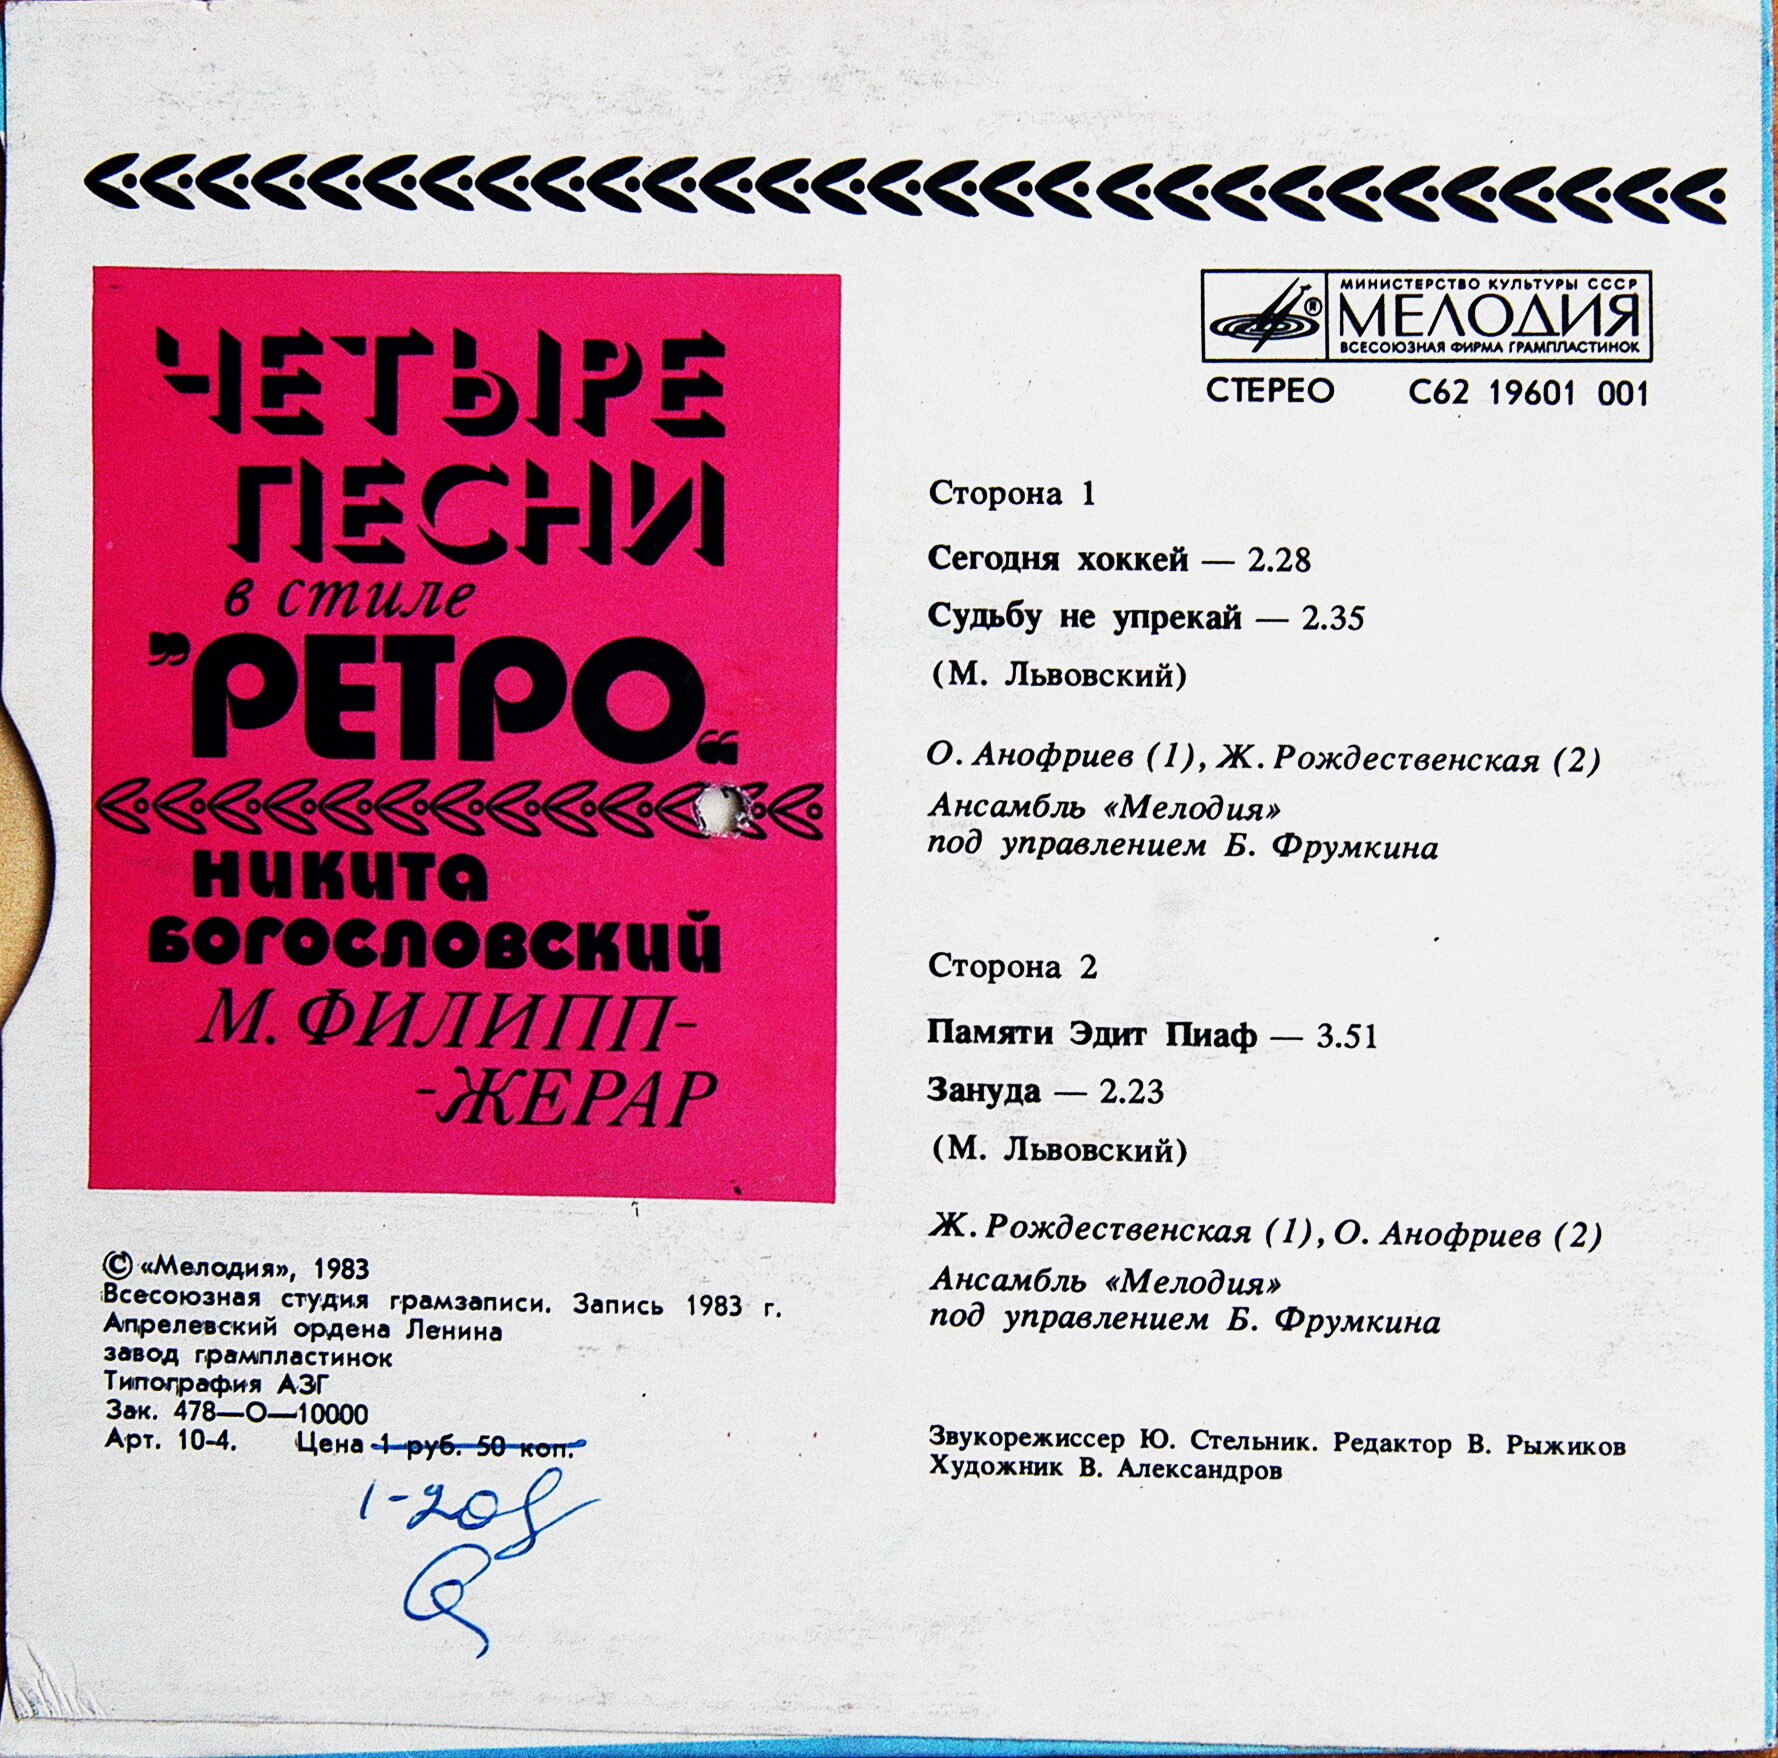 ЧЕТЫРЕ
ПЕСНИ
в стиле
„РЕТРО“
НИКИТА
БОГОСЛОВСКИЙ
М. ФИЛИПП-
-ЖЕРАР
© «Мелодия», 1983
Всесоюзная студия грамзаписи. Запись 1983 г.
Апрелевский ордена Ленина
завод грампластинок
Типография АЗГ
Зак. 478—О—10000
Арт. 10-4. Цена 1 руб. 50 коп.
1-20
МИНИСТЕРСТВО КУЛЬТУРЫ СССР
МЕЛОДИЯ
ВСЕСОЮЗНАЯ ФИРМА ГРАМПЛАСТИНОК
СТЕРЕО С62 19601 001
Сторона 1
Сегодня хоккей — 2.28
Судьбу не упрекай — 2.35
(М. Львовский)
О. Анофриев (1), Ж. Рождественская (2)
Ансамбль «Мелодия»
под управлением Б. Фрумкина
Сторона 2
Памяти Эдит Пиаф — 3.51
Зануда — 2.23
(М. Львовский)
Ж. Рождественская (1), О. Анофриев (2)
Ансамбль «Мелодия»
под управлением Б. Фрумкина
Звукорежиссер Ю. Стельник. Редактор В. Рыжиков
Художник В. Александров